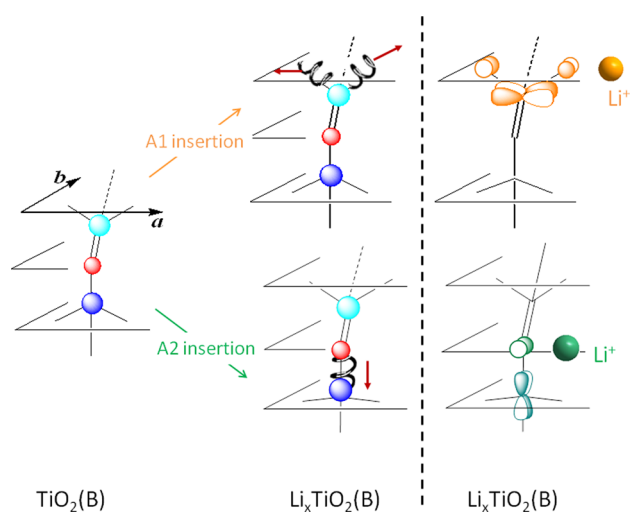 A1 insertion
Li+
b
a
A2 insertion
Li+
TiO2(B)
LixTiO2(B)
LixTiO2(B)